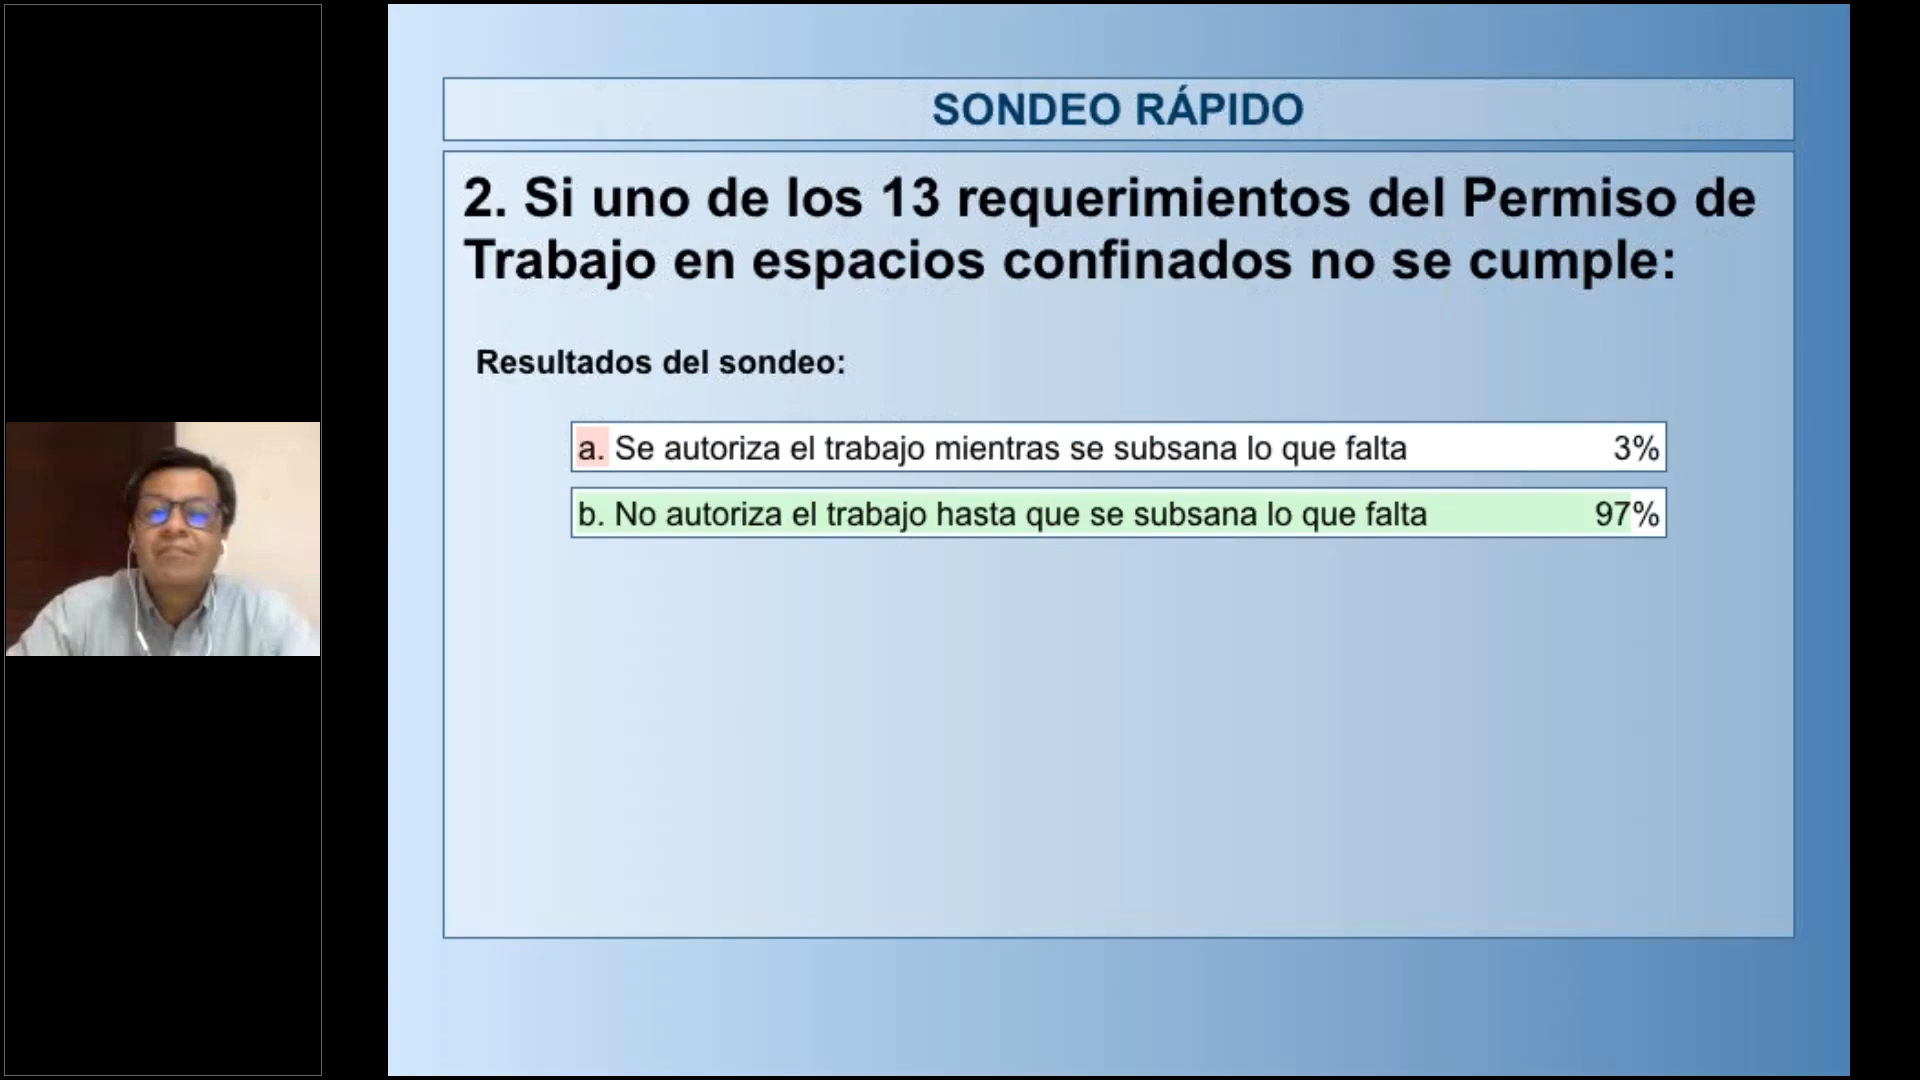 SONDEO RÁPIDO
2. Si uno de los 13 requerimientos del Permiso de
Trabajo en espacios confinados no se cumple:
Resultados del sondeo:
a. Se autoriza el trabajo mientras se subsana lo que falta 3%
b. No autoriza el trabajo hasta que se subsana lo que falta 97%